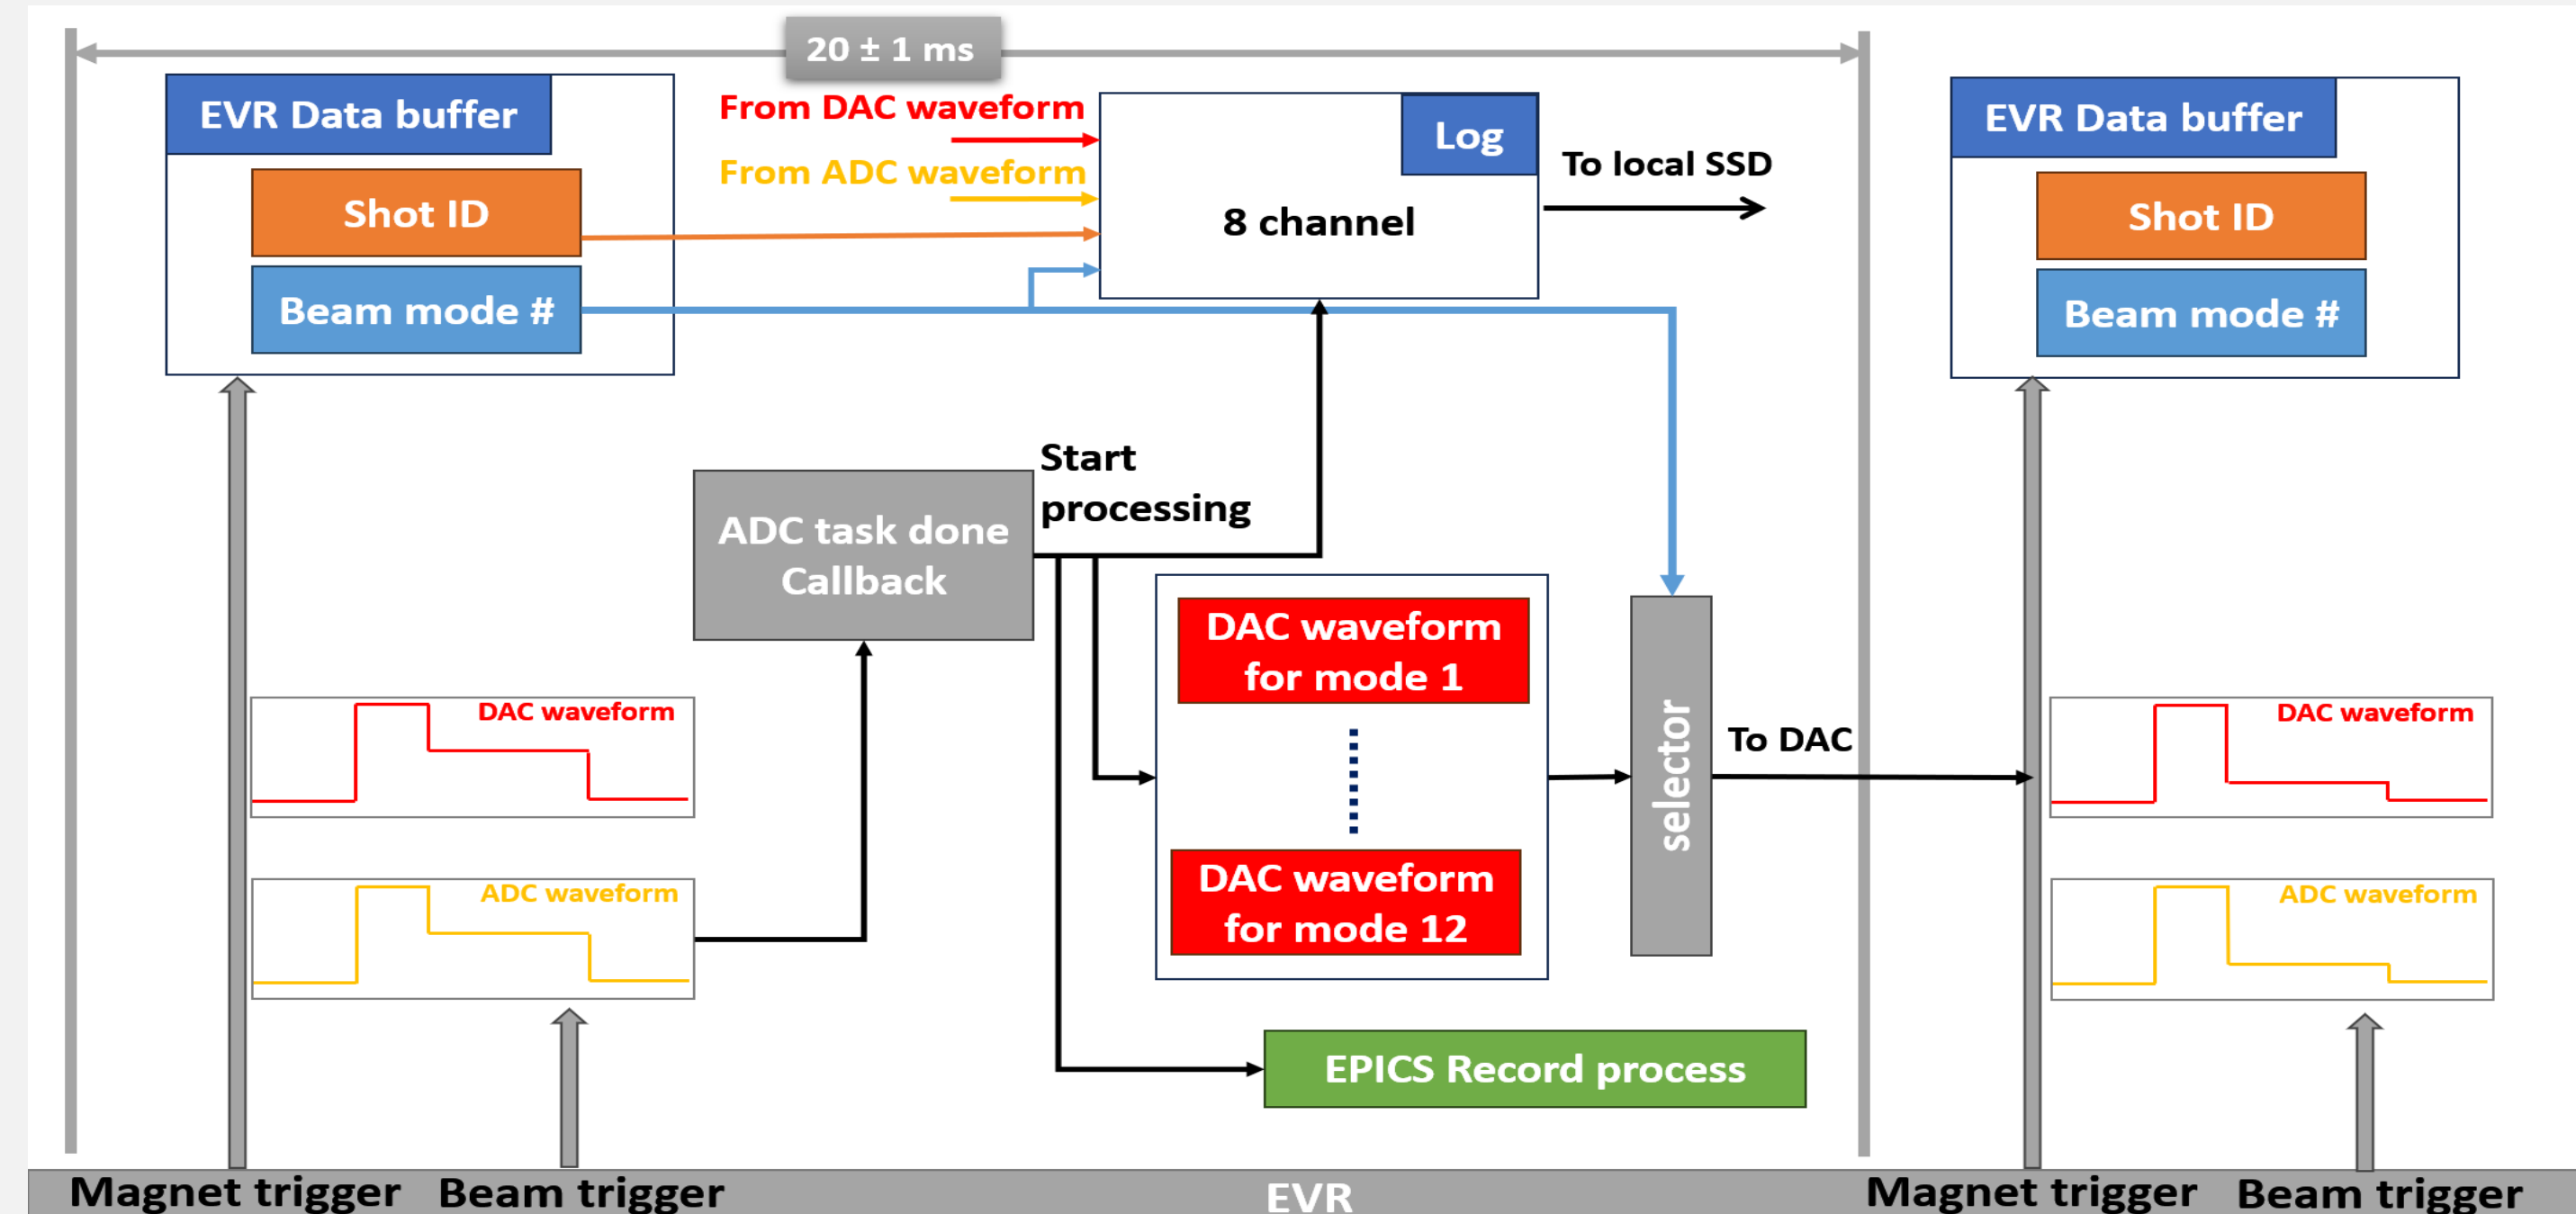 20 ± 1 ms
EVR Data buffer
Shot ID
Beam mode #
From DAC waveform
From ADC waveform
Log
8 channel
To local SSD
EVR Data buffer
Shot ID
Beam mode #
ADC task done
Callback
Start
processing
DAC waveform
for mode 1
DAC waveform
for mode 12
selector
To DAC
DAC waveform
ADC waveform
DAC waveform
ADC waveform
EPICS Record process
Magnet trigger
Beam trigger
EVR
Magnet trigger
Beam trigger